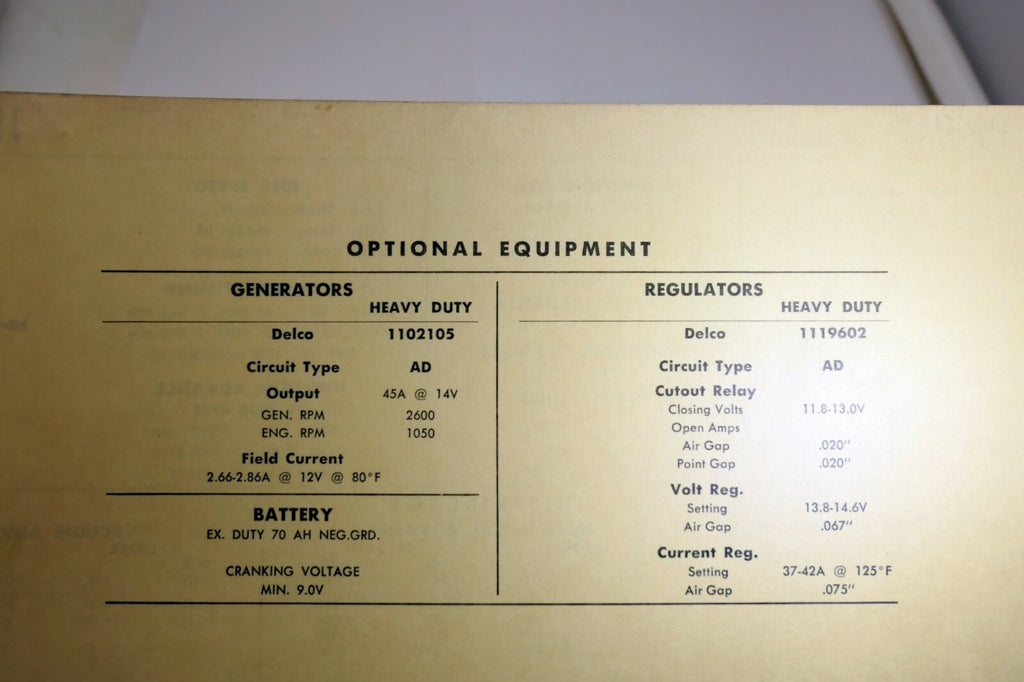 OPTIONAL EQUIPMENT
GENERATORS
HEAVY DUTY
Delco 1102105
Circuit Type AD
Output 45A @ 14V
GEN. RPM 2600
ENG. RPM 1050
Field Current
2.66-2.86A @ 12V @ 80°F
BATTERY
EX. DUTY 70 AH NEG.GRD.
CRANKING VOLTAGE
MIN. 9.0V
REGULATORS
HEAVY DUTY
Delco 1119602
Circuit Type AD
Cutout Relay
Closing Volts 11.8-13.0V
Open Amps
Air Gap .020"
Point Gap .020"
Volt Reg.
Setting 13.8-14.6V
Air Gap .067"
Current Reg.
Setting 37-42A @ 125°F
Air Gap .075"